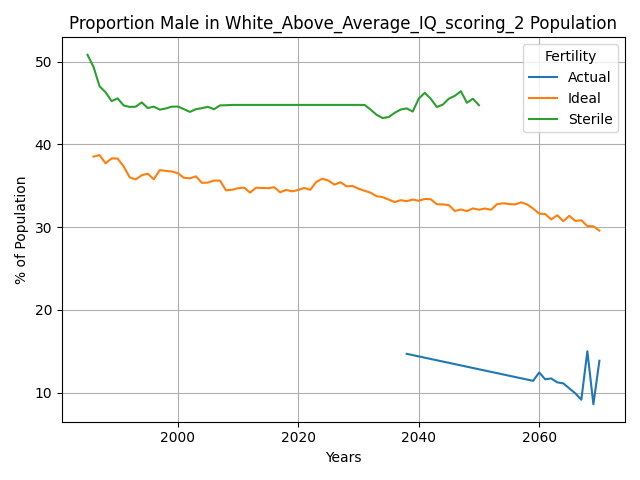 Proportion Male in White_Above_Average_IQ_scoring_2 Population
Fertility
Actual
Ideal
Sterile
% of Population
50
40
30
20
10
2000 2020 2040 2060
Years